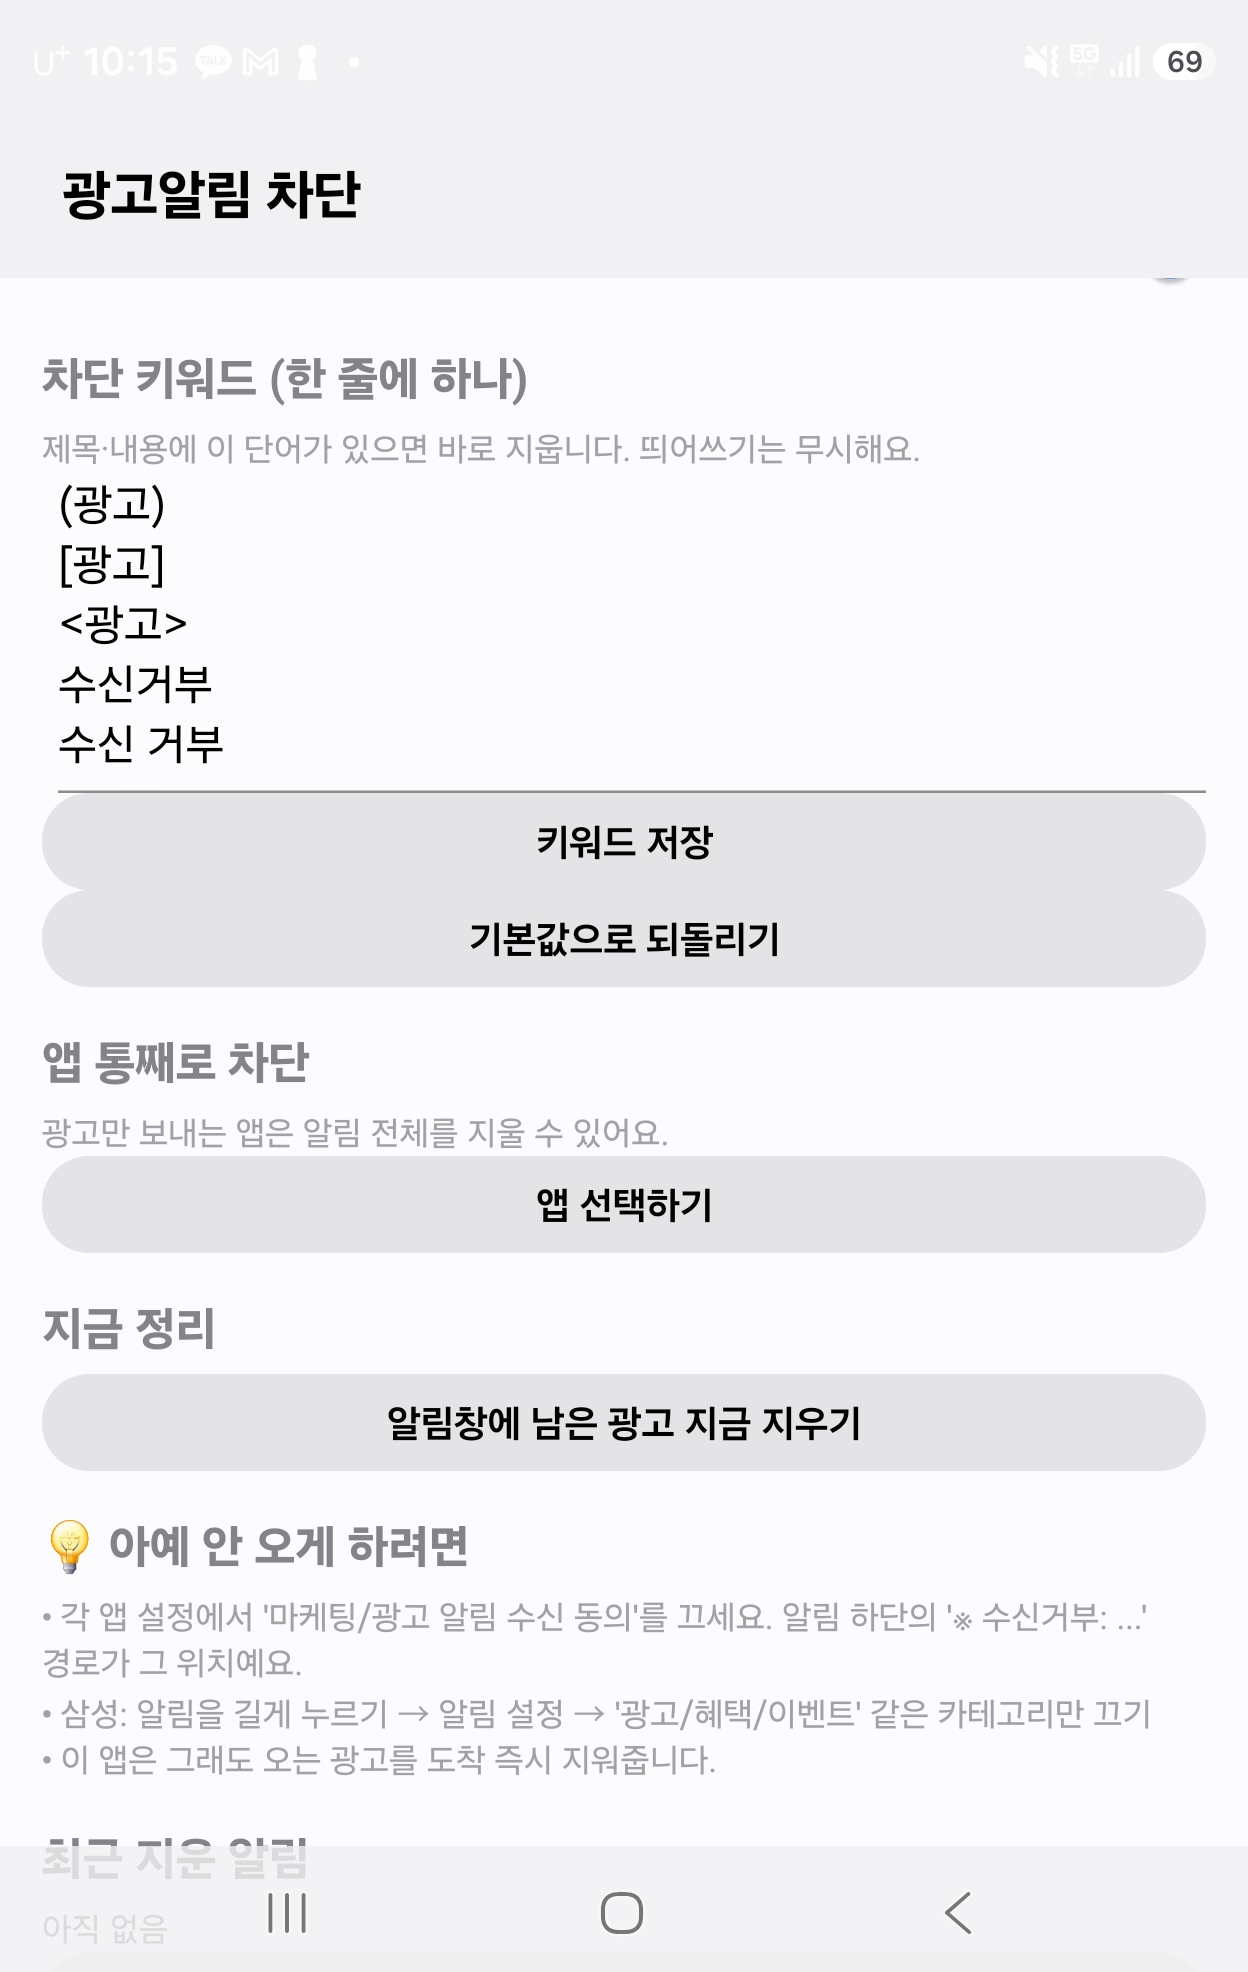 U+ 10:15 TALK 5G 69
광고알림 차단
차단 키워드 (한 줄에 하나)
제목·내용에 이 단어가 있으면 바로 지웁니다. 띄어쓰기는 무시해요.
(광고)
[광고]
<광고>
수신거부
수신 거부
키워드 저장
기본값으로 되돌리기
앱 통째로 차단
광고만 보내는 앱은 알림 전체를 지울 수 있어요.
앱 선택하기
지금 정리
알림창에 남은 광고 지금 지우기
💡 아예 안 오게 하려면
• 각 앱 설정에서 '마케팅/광고 알림 수신 동의'를 끄세요. 알림 하단의 '※ 수신거부: ...'
경로가 그 위치예요.
• 삼성: 알림을 길게 누르기 → 알림 설정 → '광고/혜택/이벤트' 같은 카테고리만 끄기
• 이 앱은 그래도 오는 광고를 도착 즉시 지워줍니다.
최근 지운 알림
아직 없음